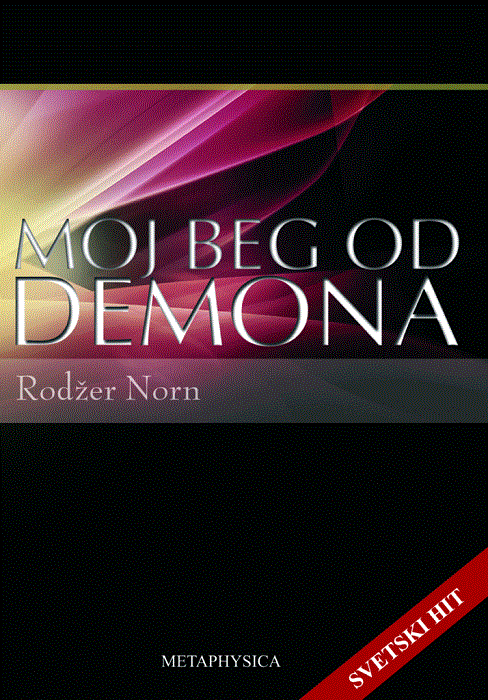 MOJ BEG OD
DEMONA
Rodžer Norn
SVETSKI HIT
METAPHYSICA